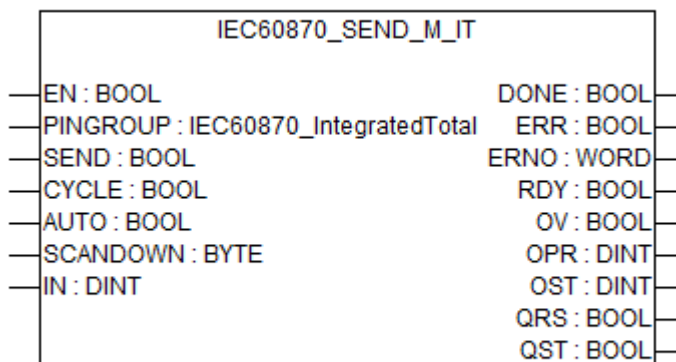 IEC60870_SEND_M_IT
EN : BOOL DONE : BOOL
PINGROUP : IEC60870_IntegratedTotal ERR : BOOL
SEND : BOOL ERNO : WORD
CYCLE : BOOL RDY : BOOL
AUTO : BOOL OV : BOOL
SCANDOWN : BYTE OPR : DINT
IN : DINT OST : DINT
QRS : BOOL
QST : BOOL